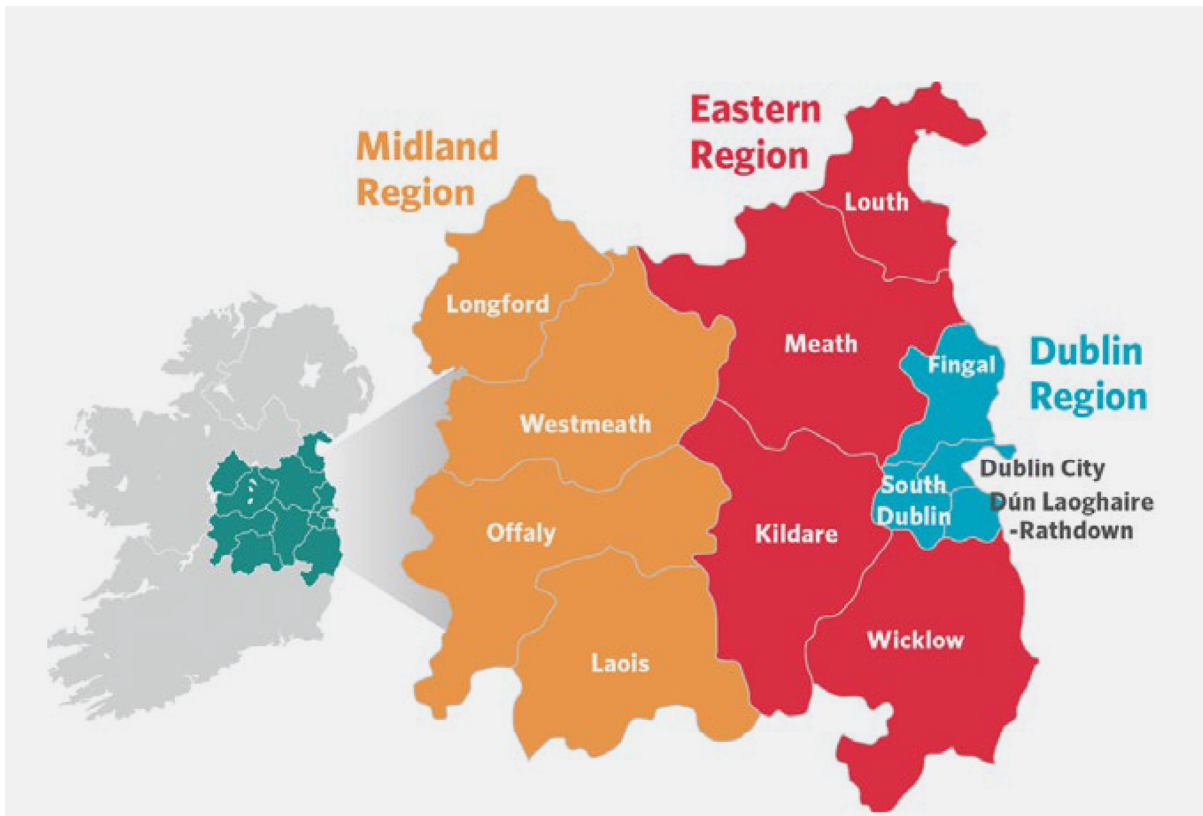 Eastern
Region
Midland
Region
Louth
Longford
Meath
Fingal
Dublin
Region
Westmeath
Dublin City
South
Dublin
Dún Laoghaire
-Rathdown
Offaly
Kildare
Wicklow
Laois